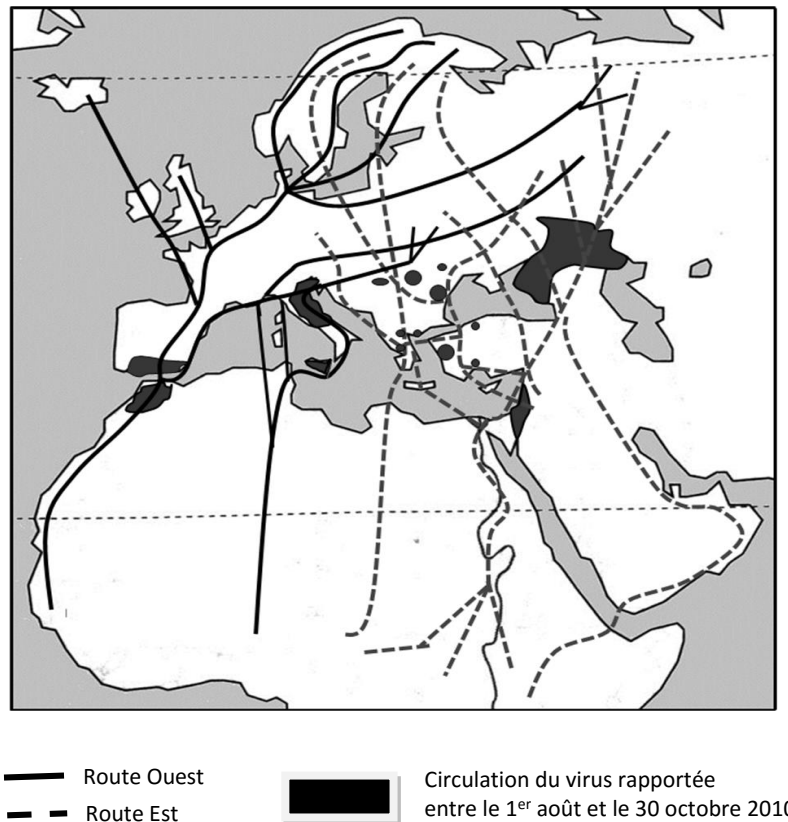 Route Ouest
Route Est
Circulation du virus rapportée
entre le 1er août et le 30 octobre 2010